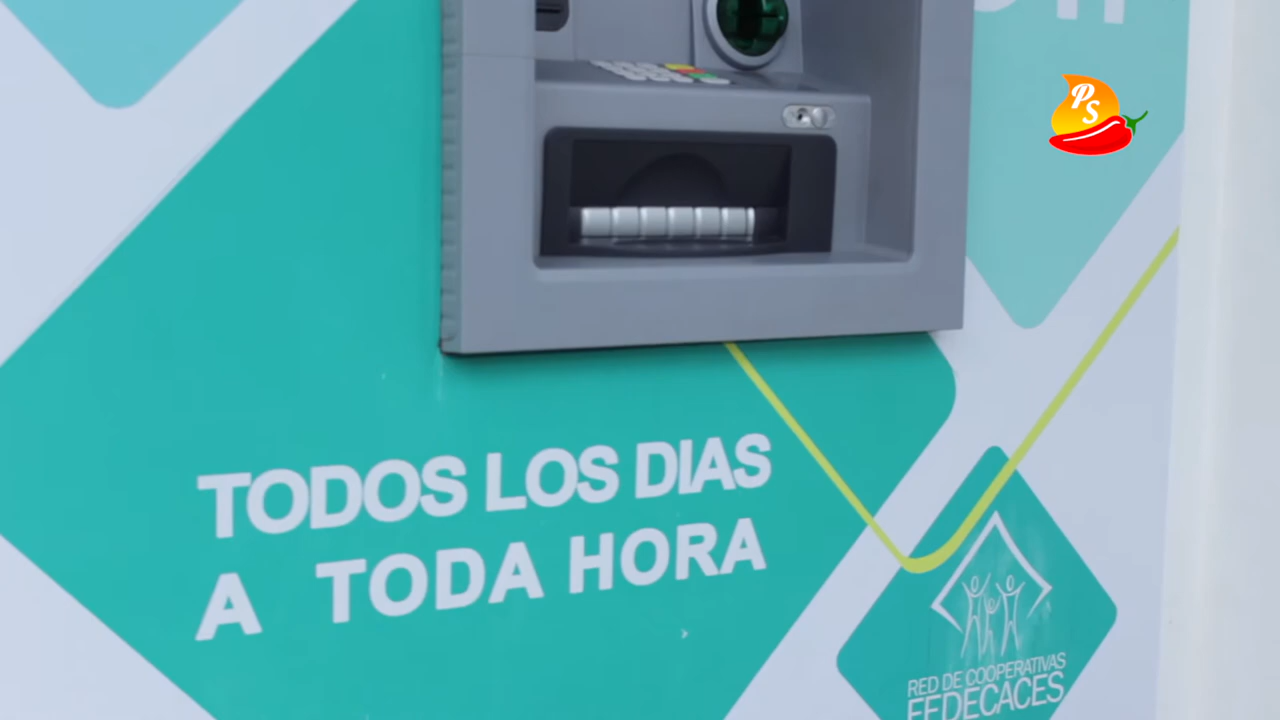 PS
TODOS LOS DIAS
A TODA HORA
RED DE COOPERATIVAS
FEDECACES